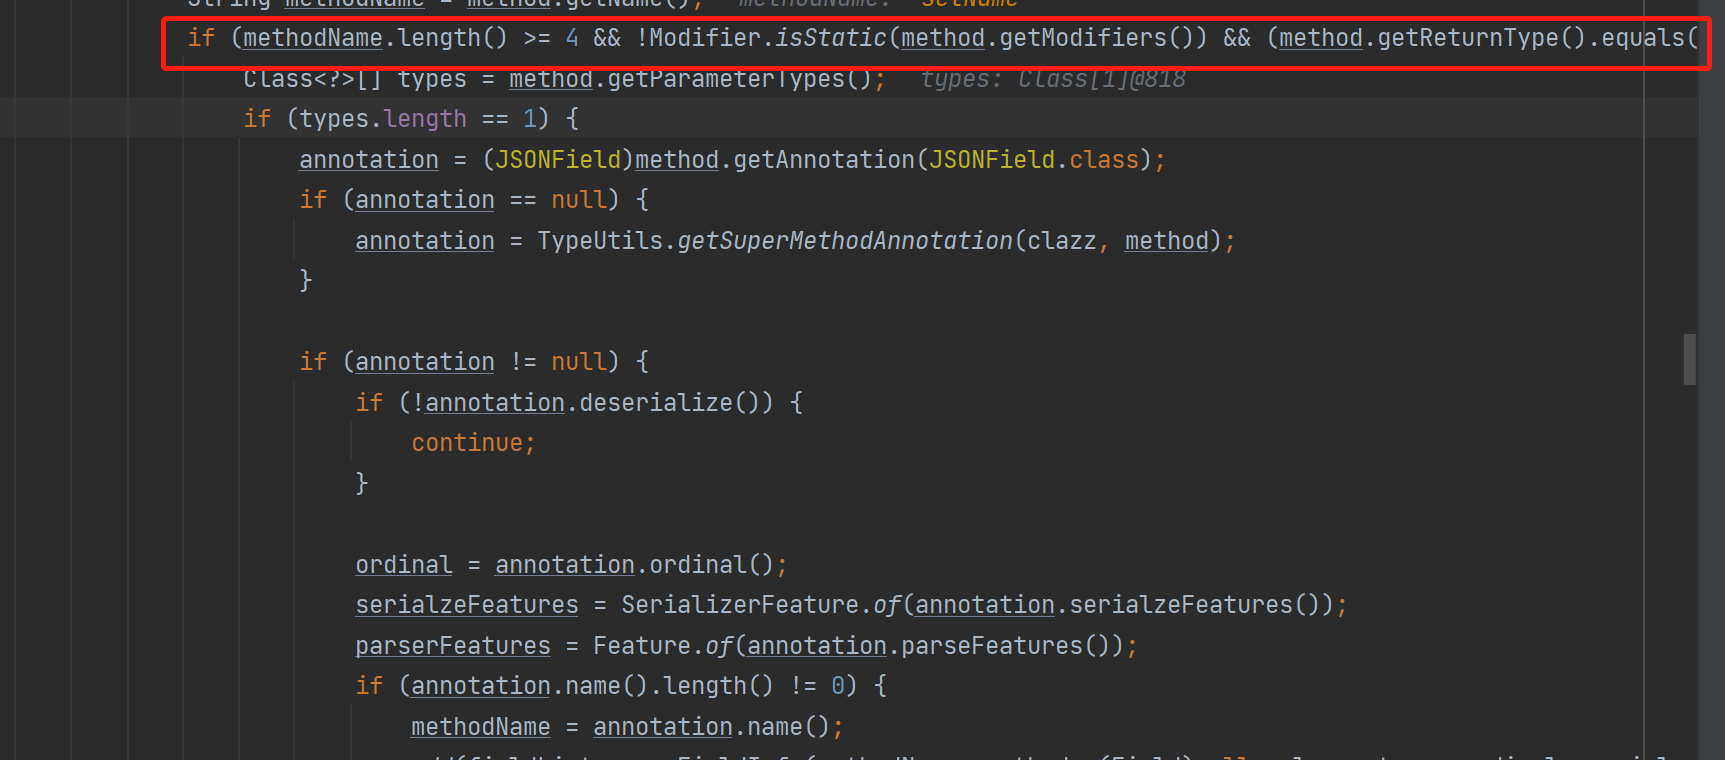 String methodName = method.getName(); methodName: "setName"
if (methodName.length() >= 4 && !Modifier.isStatic(method.getModifiers()) && (method.getReturnType().equals(
Class<?>[] types = method.getParameterTypes(); types: Class[1]@818
if (types.length == 1) {
annotation = (JSONField)method.getAnnotation(JSONField.class);
if (annotation == null) {
annotation = TypeUtils.getSuperMethodAnnotation(clazz, method);
}
if (annotation != null) {
if (!annotation.deserialize()) {
continue;
}
ordinal = annotation.ordinal();
serialzeFeatures = SerializerFeature.of(annotation.serialzeFeatures());
parserFeatures = Feature.of(annotation.parseFeatures());
if (annotation.name().length() != 0) {
methodName = annotation.name();